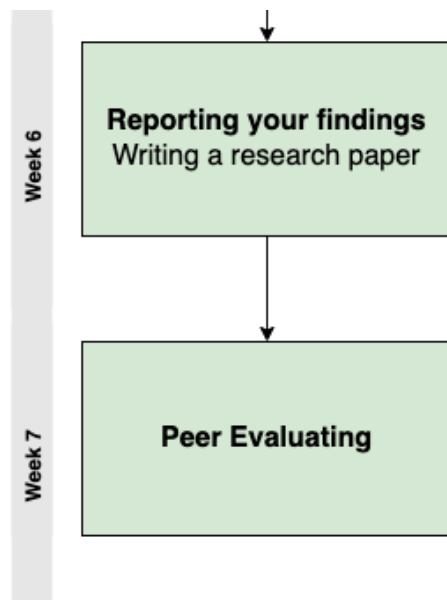 Week 6
Reporting your findings
Writing a research paper
Week 7
Peer Evaluating